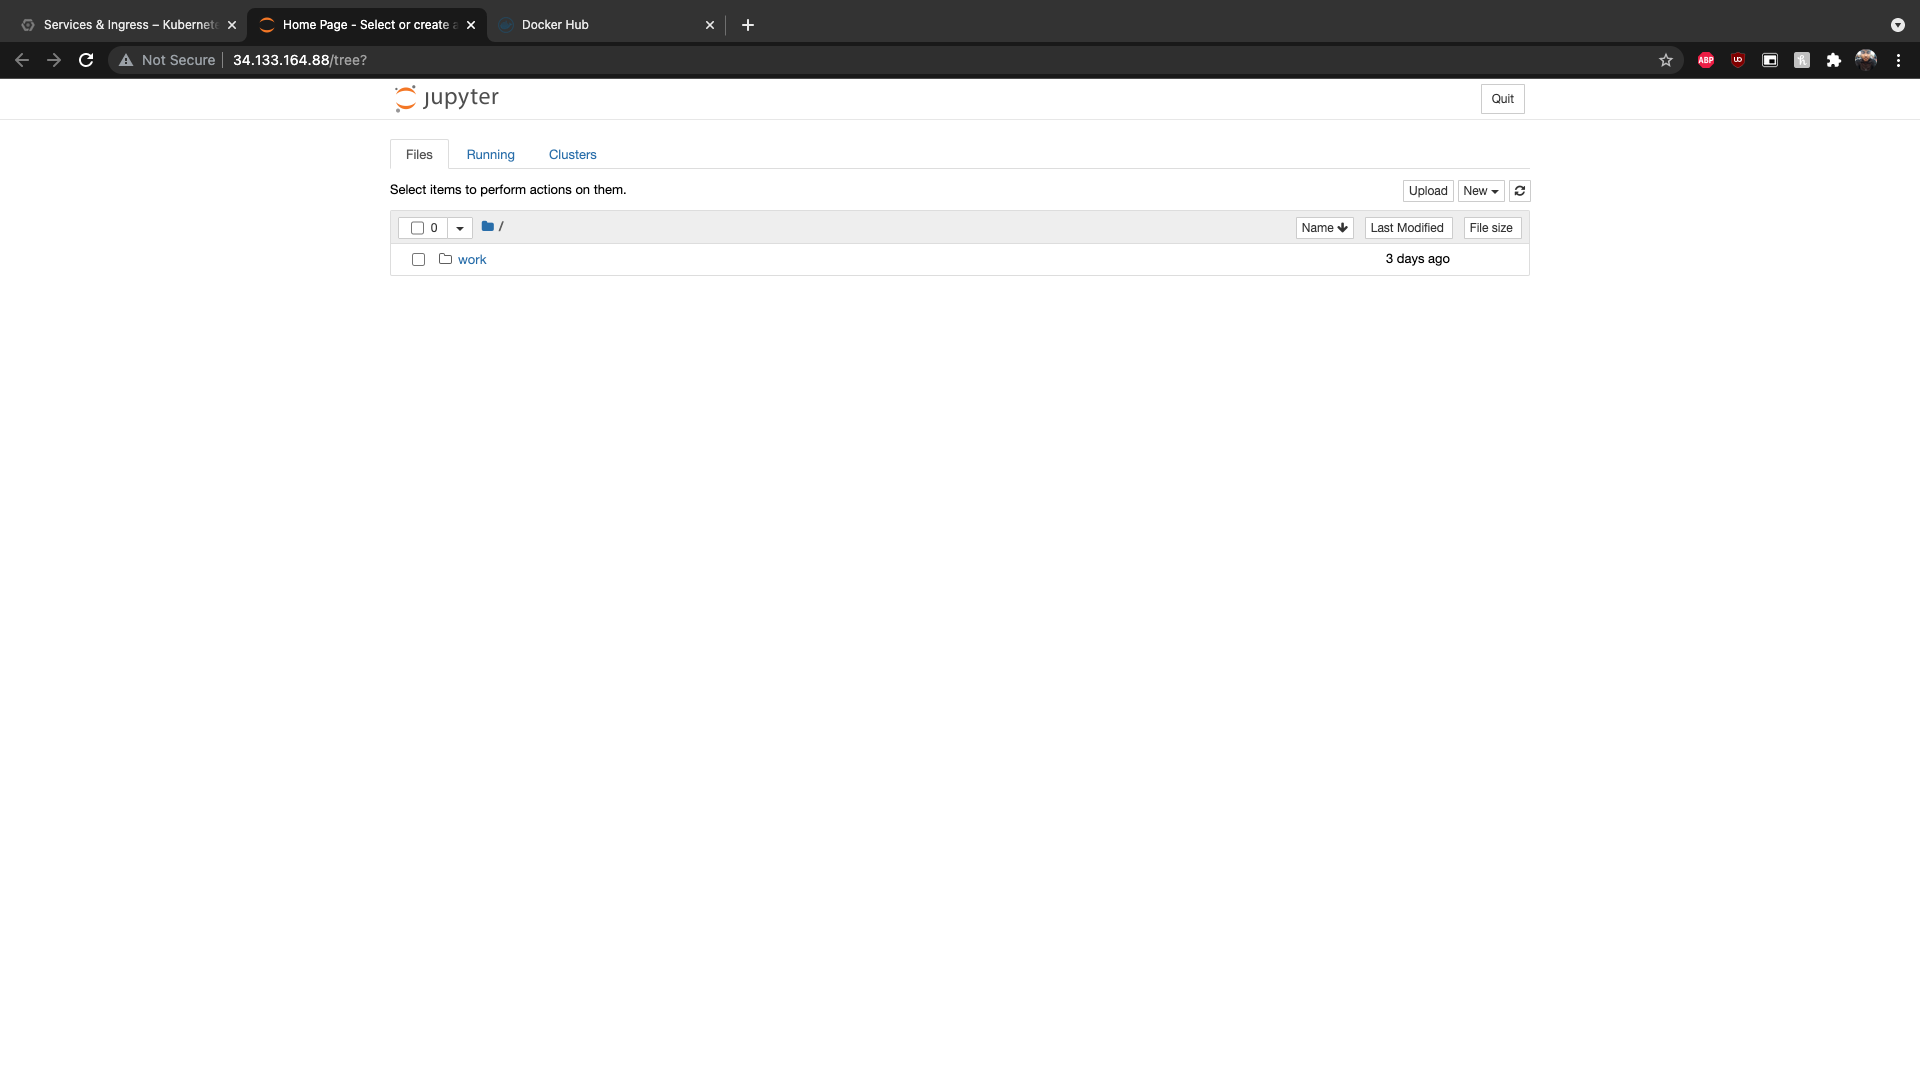 Services & Ingress – Kubernete
Home Page - Select or create a
Docker Hub
Not Secure
34.133.164.88/tree?
ABP
jupyter
Quit
Files
Running
Clusters
Select items to perform actions on them.
Upload
New
0
/
Name
Last Modified
File size
work
3 days ago